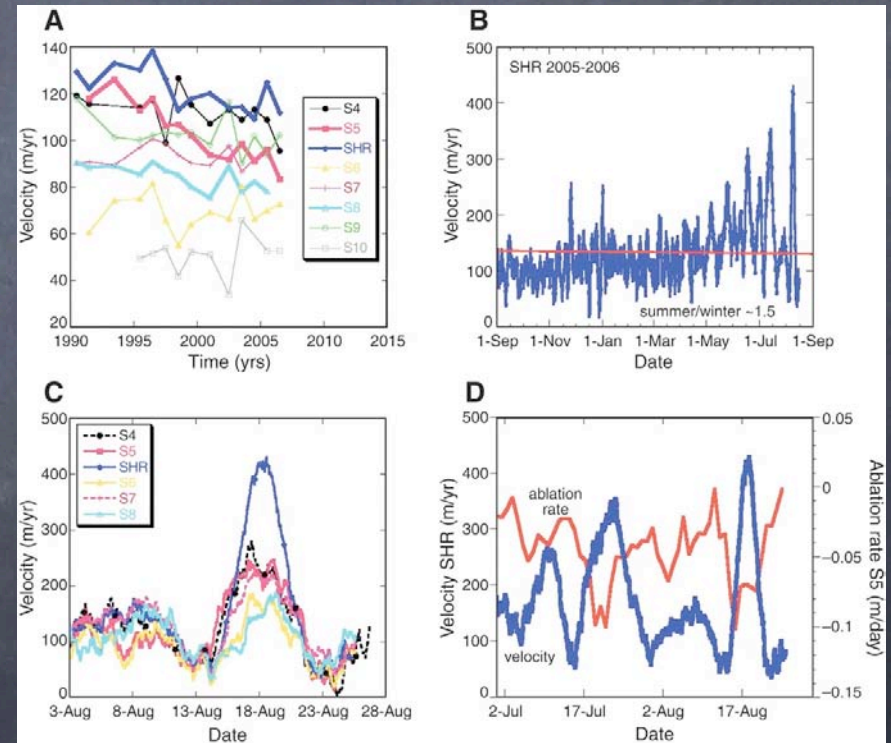 A
140
120
100
80
60
40
20
Velocity (m/yr)
1990 1995 2000 2005 2010 2015
Time (yrs)
S4
S5
SHR
S6
S7
S8
S9
S10
B
SHR 2005-2006
500
400
300
200
100
0
Velocity (m/yr)
summer/winter ~1.5
1-Sep 1-Nov 1-Jan 1-Mar 1-May 1-Jul 1-Sep
Date
C
500
400
300
200
100
0
Velocity (m/yr)
S4
S5
SHR
S6
S7
S8
3-Aug 8-Aug 13-Aug 18-Aug 23-Aug 28-Aug
Date
D
500
400
300
200
100
0
Velocity SHR (m/yr)
ablation
rate
velocity
0.05
0
−0.05
−0.1
−0.15
Ablation rate S5 (m/day)
2-Jul 17-Jul 2-Aug 17-Aug
Date